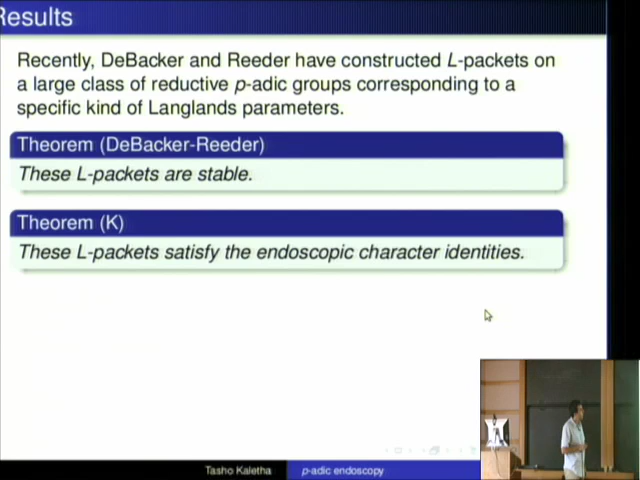 Results
Recently, DeBacker and Reeder have constructed L-packets on
a large class of reductive p-adic groups corresponding to a
specific kind of Langlands parameters.
Theorem (DeBacker-Reeder)
These L-packets are stable.
Theorem (K)
These L-packets satisfy the endoscopic character identities.
Tasho Kaletha
p-adic endoscopy